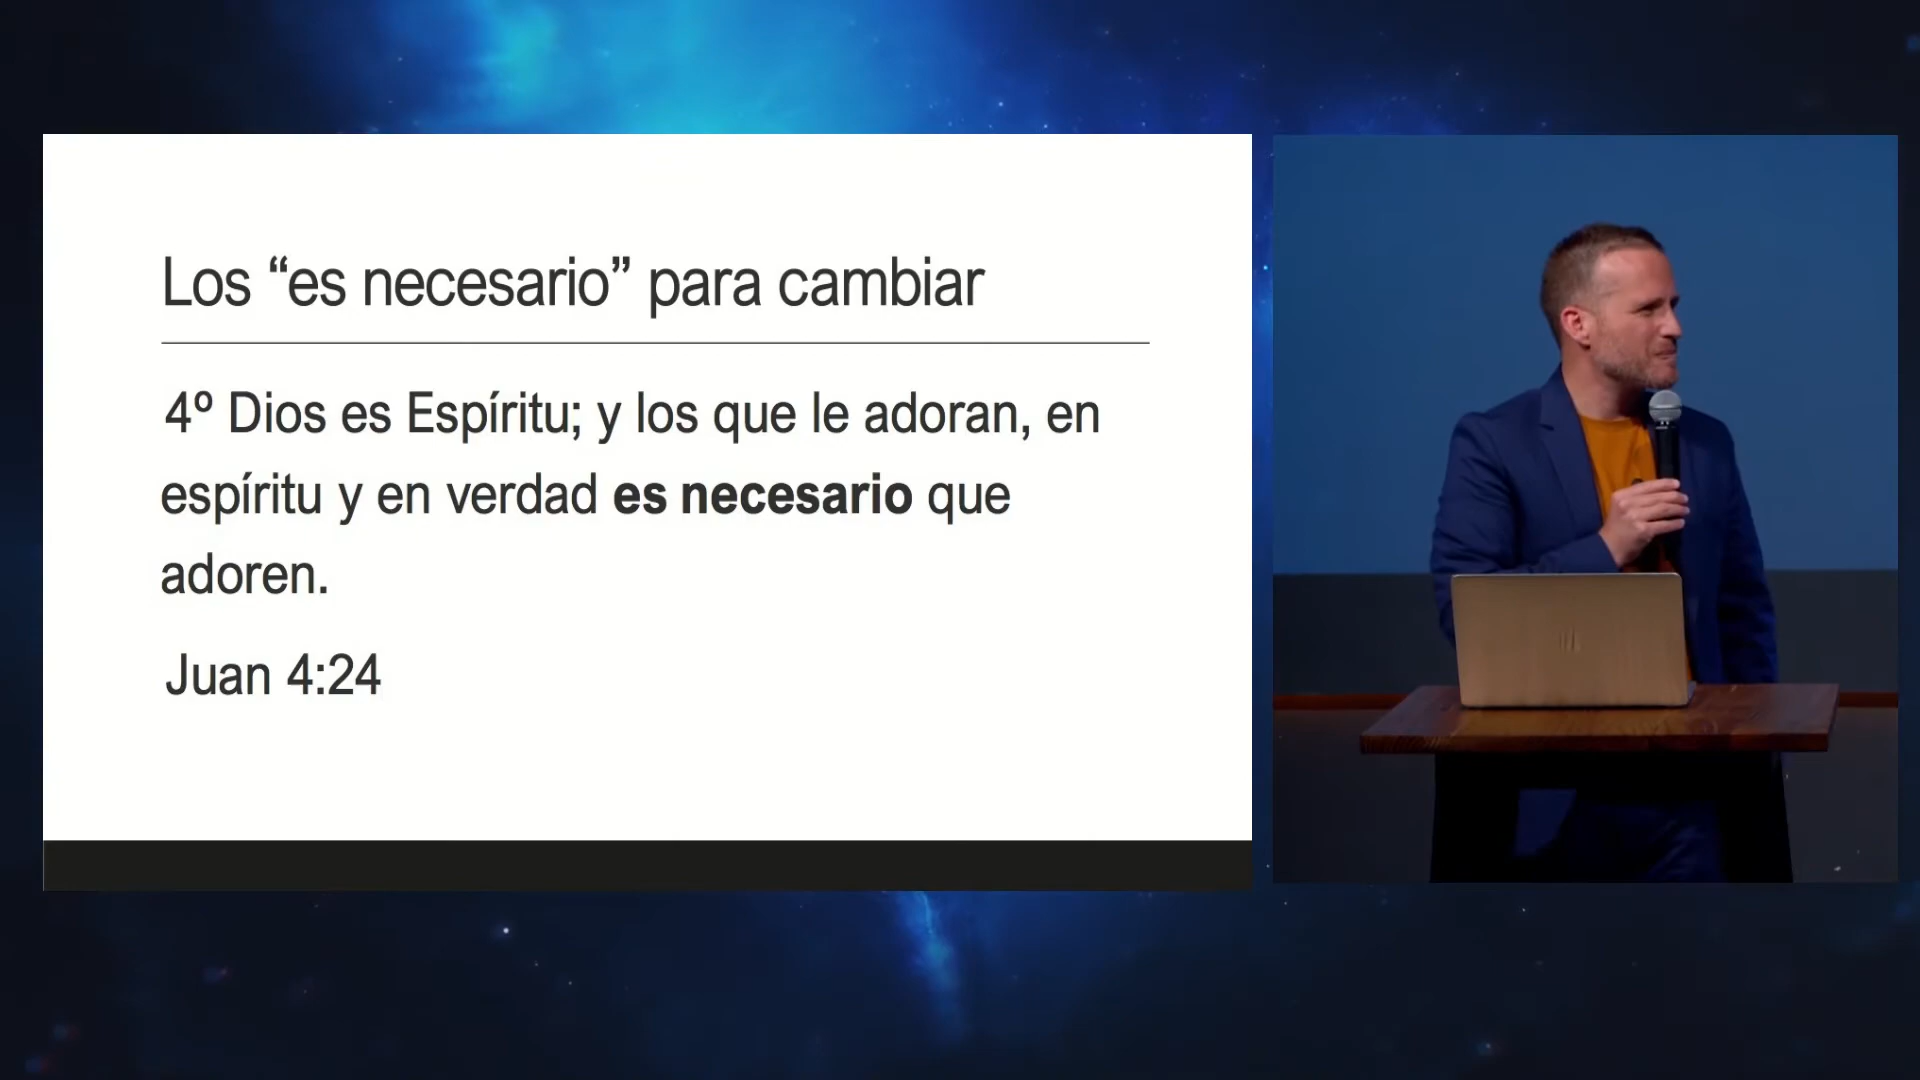 Los “es necesario” para cambiar
4º Dios es Espíritu; y los que le adoran, en
espíritu y en verdad es necesario que
adoren.
Juan 4:24